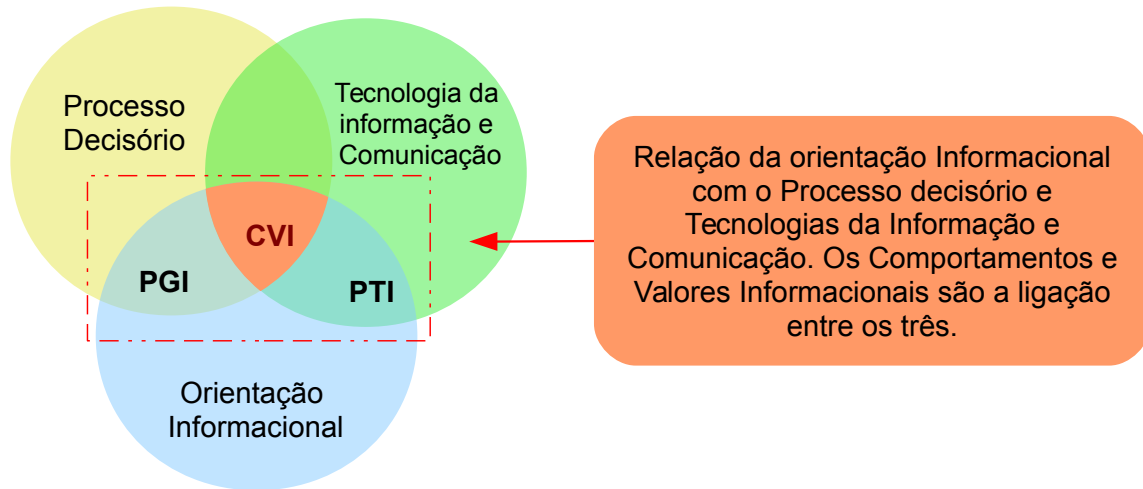 Processo
Decisório
Tecnologia da
informação e
Comunicação
CVI
PGI
PTI
Orientação
Informacional
Relação da orientação Informacional
com o Processo decisório e
Tecnologias da Informação e
Comunicação. Os Comportamentos e
Valores Informacionais são a ligação
entre os três.